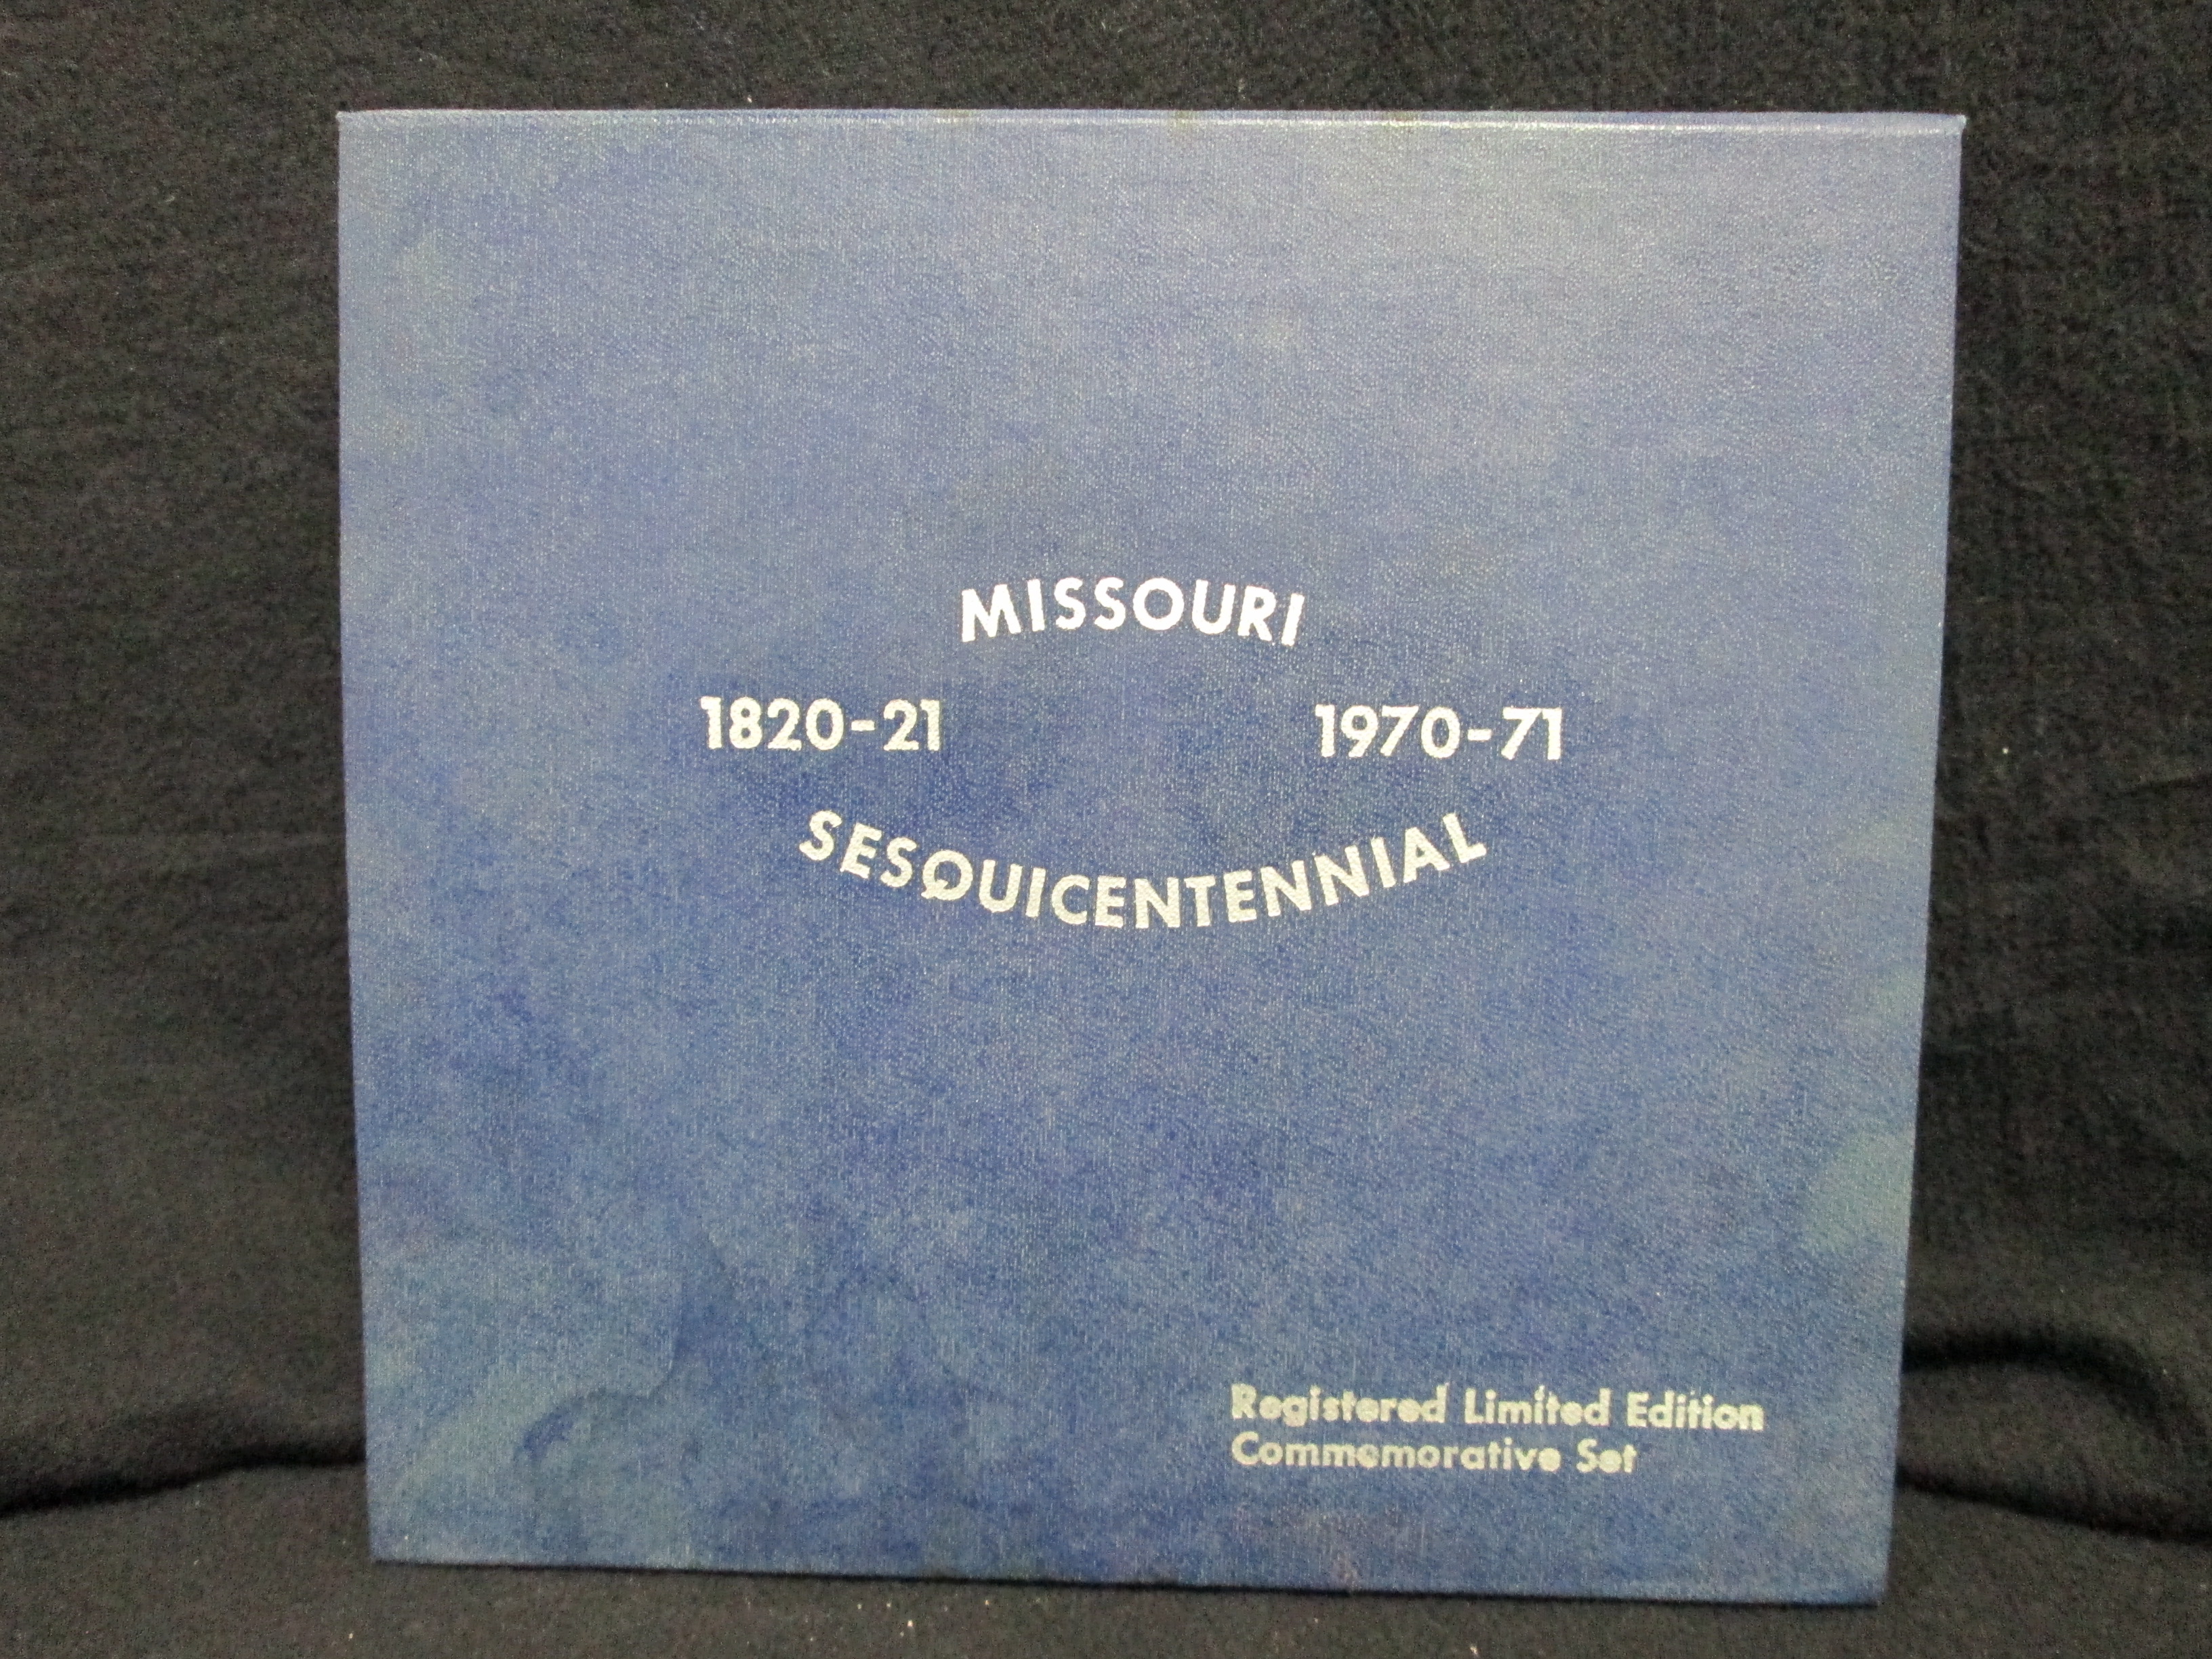 MISSOURI
1820-21 1970-71
SESQUICENTENNIAL
Registered Limited Edition
Commemorative Set